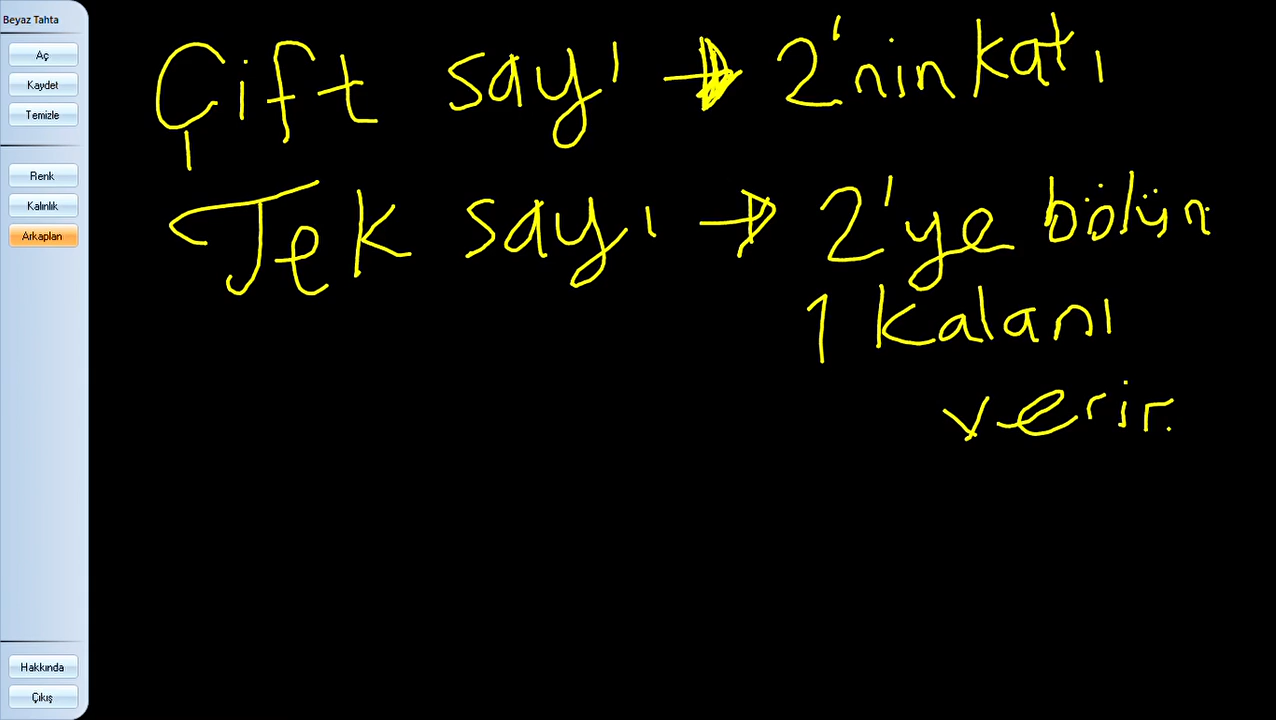 Beyaz Tahta
Aç
Kaydet
Temizle
Renk
Kalınlık
Arkaplan
Hakkında
Çıkış
Çift sayı → 2'nin katı
Tek sayı → 2'ye bölün
1 kalanı
verir.